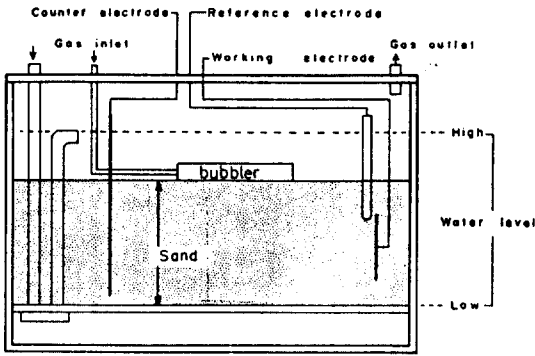 Counter electrode
Reference electrode
Gas inlet
Working electrode
Gas outlet
High
bubbler
Water level
Sand
Low